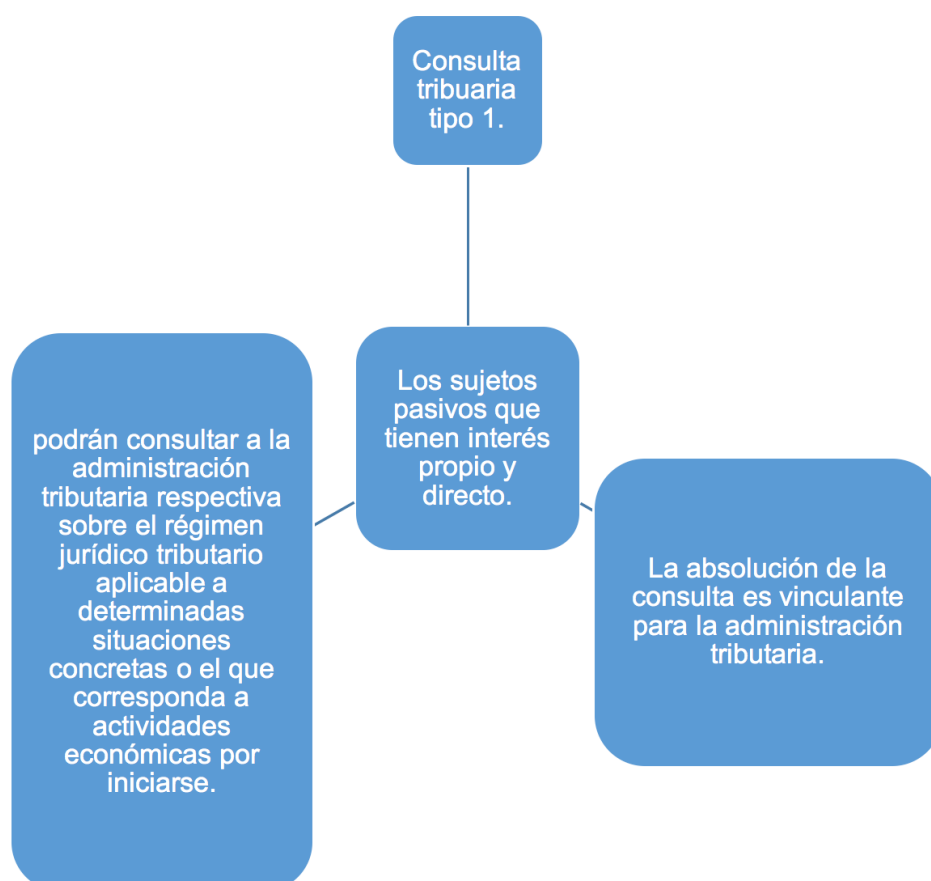 Consulta
tribuaria
tipo 1.
Los sujetos
pasivos que
tienen interés
propio y
directo.
podrán consultar a la
administración
tributaria respectiva
sobre el régimen
jurídico tributario
aplicable a
determinadas
situaciones
concretas o el que
corresponda a
actividades
económicas por
iniciarse.
La absolución de la
consulta es vinculante
para la administración
tributaria.